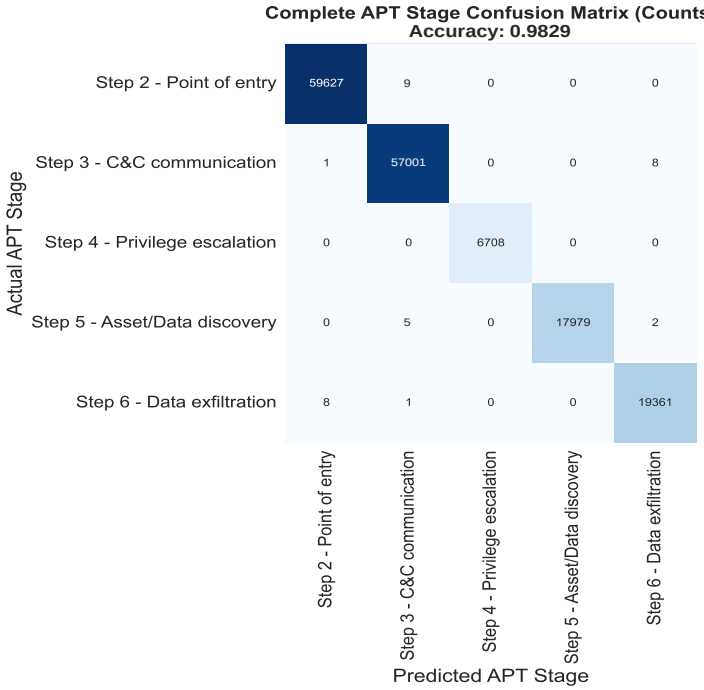 Complete APT Stage Confusion Matrix (Counts
Accuracy: 0.9829
Actual APT Stage
Step 2 - Point of entry 59627 9 0 0 0
Step 3 - C&C communication 1 57001 0 0 8
Step 4 - Privilege escalation 0 0 6708 0 0
Step 5 - Asset/Data discovery 0 5 0 17979 2
Step 6 - Data exfiltration 8 1 0 0 19361
Step 2 - Point of entry
Step 3 - C&C communication
Step 4 - Privilege escalation
Step 5 - Asset/Data discovery
Step 6 - Data exfiltration
Predicted APT Stage